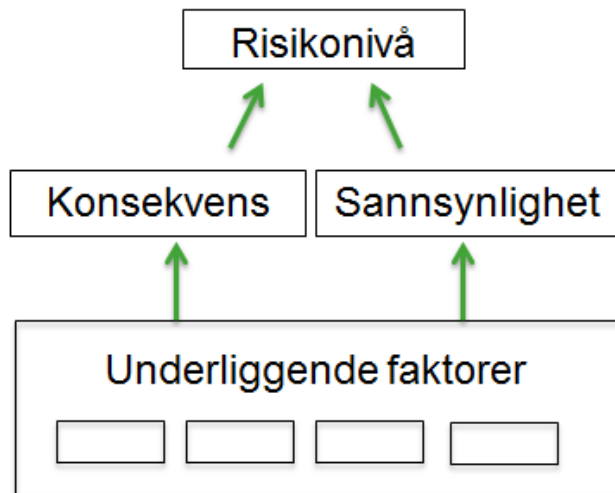 Risikonivå
Konsekvens
Sannsynlighet
Underliggende faktorer